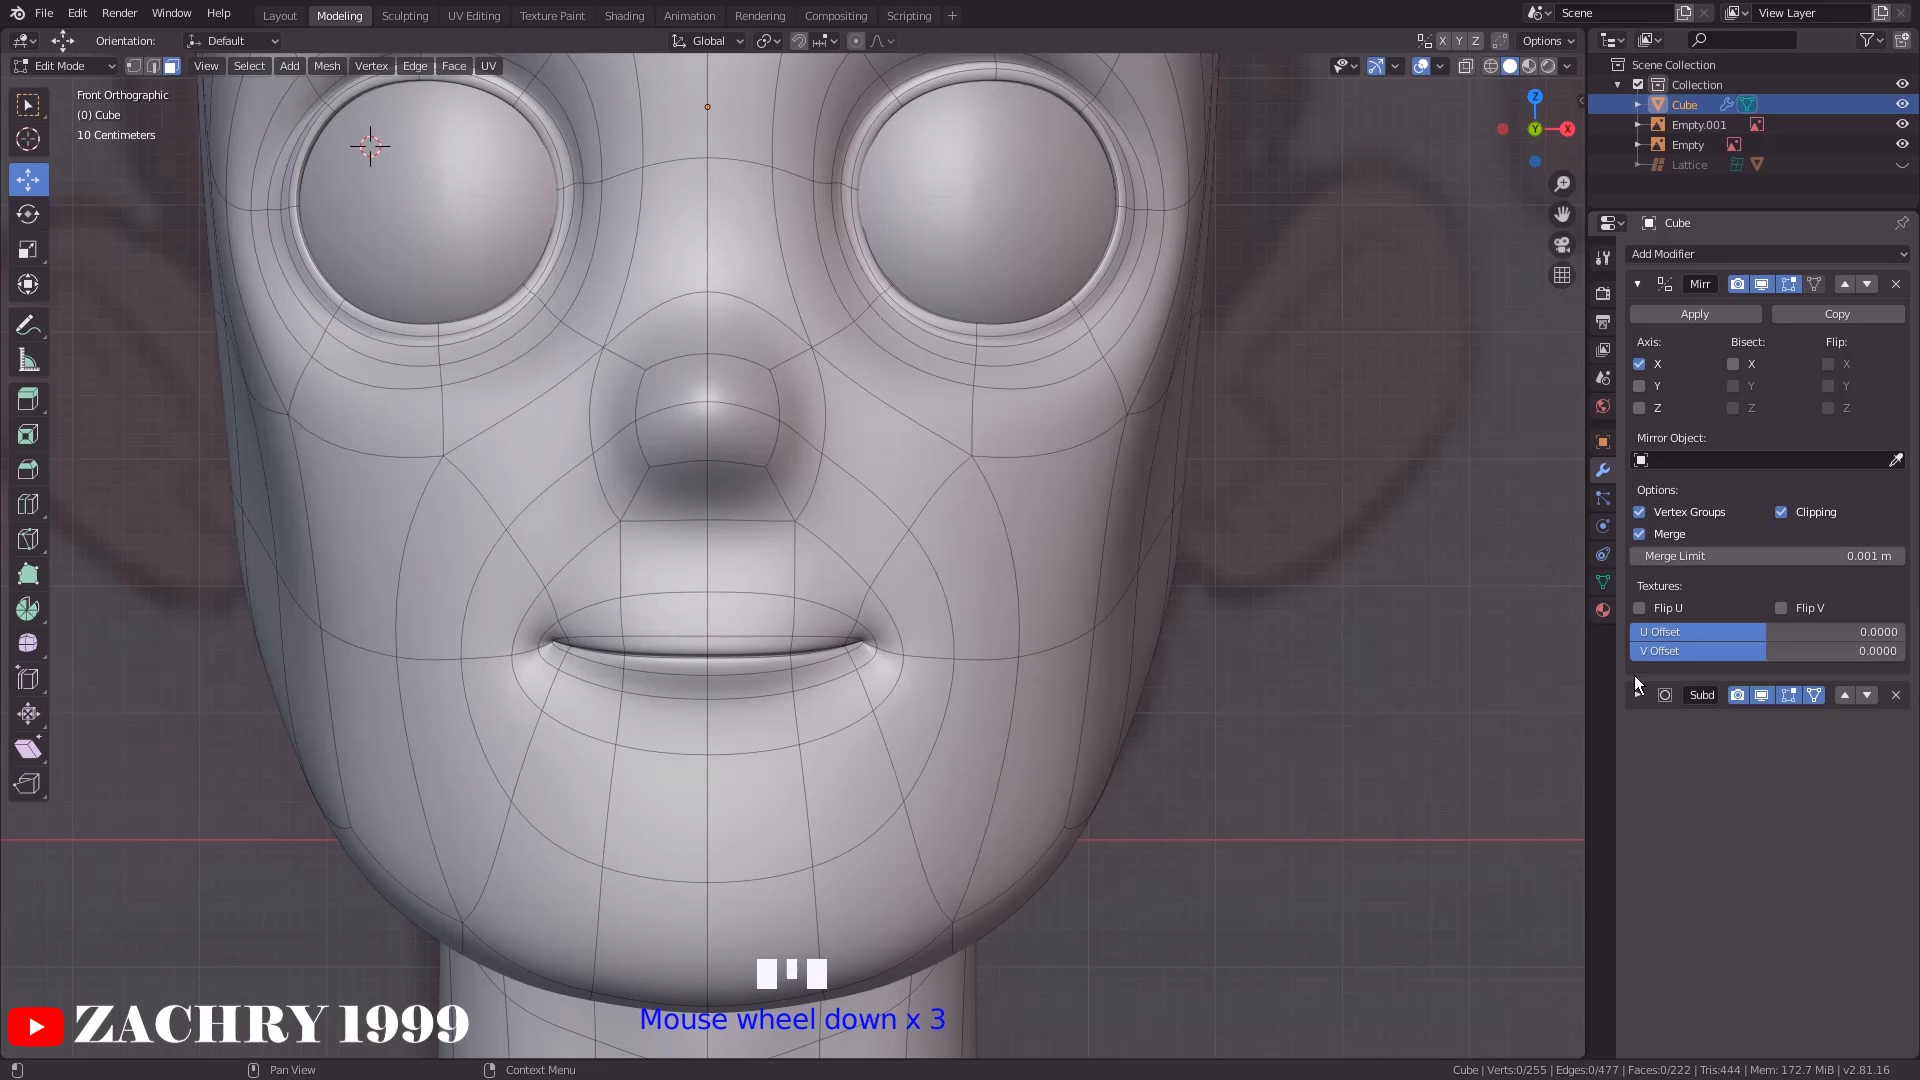 File Edit Render Window Help Layout Modeling Sculpting UV Editing Texture Paint Shading Animation Rendering Compositing Scripting + Scene View Layer
Orientation: Default Global X Y Z Options
Edit Mode View Select Add Mesh Vertex Edge Face UV
Scene Collection
Collection
Cube
Empty.001
Empty
Lattice
Front Orthographic
(0) Cube
10 Centimeters
Z
Y
X
Cube
Add Modifier
Mirr
Apply Copy
Axis: Bisect: Flip:
X X X
Y Y Y
Z Z Z
Mirror Object:
Options:
Vertex Groups Clipping
Merge
Merge Limit 0.001 m
Textures:
Flip U Flip V
U Offset 0.0000
V Offset 0.0000
Subd
Mouse wheel down x 3
ZACHRY 1999
Pan View Context Menu Cube | Verts:0/255 | Edges:0/477 | Faces:0/222 | Tris:444 | Mem: 172.7 MiB | v2.81.16